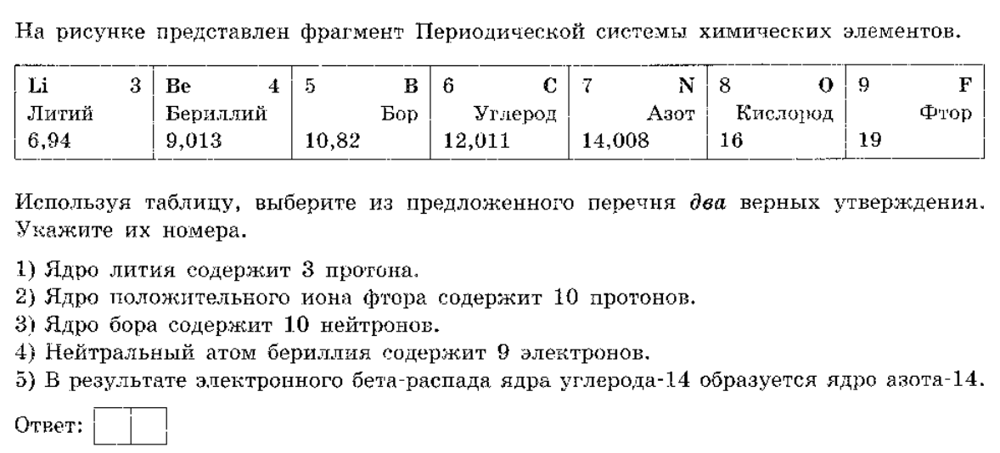 На рисунке представлен фрагмент Периодической системы химических элементов.
Li 3 Be 4 5 B 6 C 7 N 8 O 9 F
Литий Бериллий Бор Углерод Азот Кислород Фтор
6,94 9,013 10,82 12,011 14,008 16 19
Используя таблицу, выберите из предложенного перечня два верных утверждения.
Укажите их номера.
1) Ядро лития содержит 3 протона.
2) Ядро положительного иона фтора содержит 10 протонов.
3) Ядро бора содержит 10 нейтронов.
4) Нейтральный атом бериллия содержит 9 электронов.
5) В результате электронного бета-распада ядра углерода-14 образуется ядро азота-14.
Ответ: